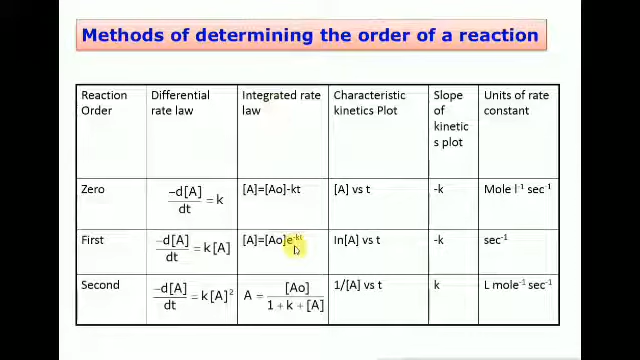 Methods of determining the order of a reaction
Reaction Order Differential rate law Integrated rate law Characteristic kinetics Plot Slope of kinetic s plot Units of rate constant
Zero -d[A]/dt = k [A]=[Ao]-kt [A] vs t -k Mole l⁻¹ sec⁻¹
First -d[A]/dt = k[A] [A]=[Ao]e⁻ᵏᵗ In[A] vs t -k sec⁻¹
Second -d[A]/dt = k[A]² A = [Ao]/1+k+[A] 1/[A] vs t k L mole⁻¹ sec⁻¹